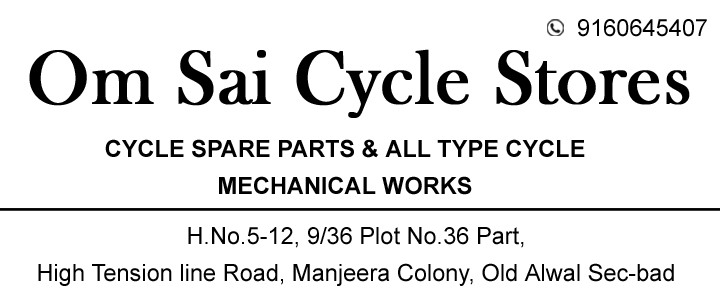 9160645407
Om Sai Cycle Stores
CYCLE SPARE PARTS & ALL TYPE CYCLE
MECHANICAL WORKS
H.No.5-12, 9/36 Plot No.36 Part,
High Tension line Road, Manjeera Colony, Old Alwal Sec-bad